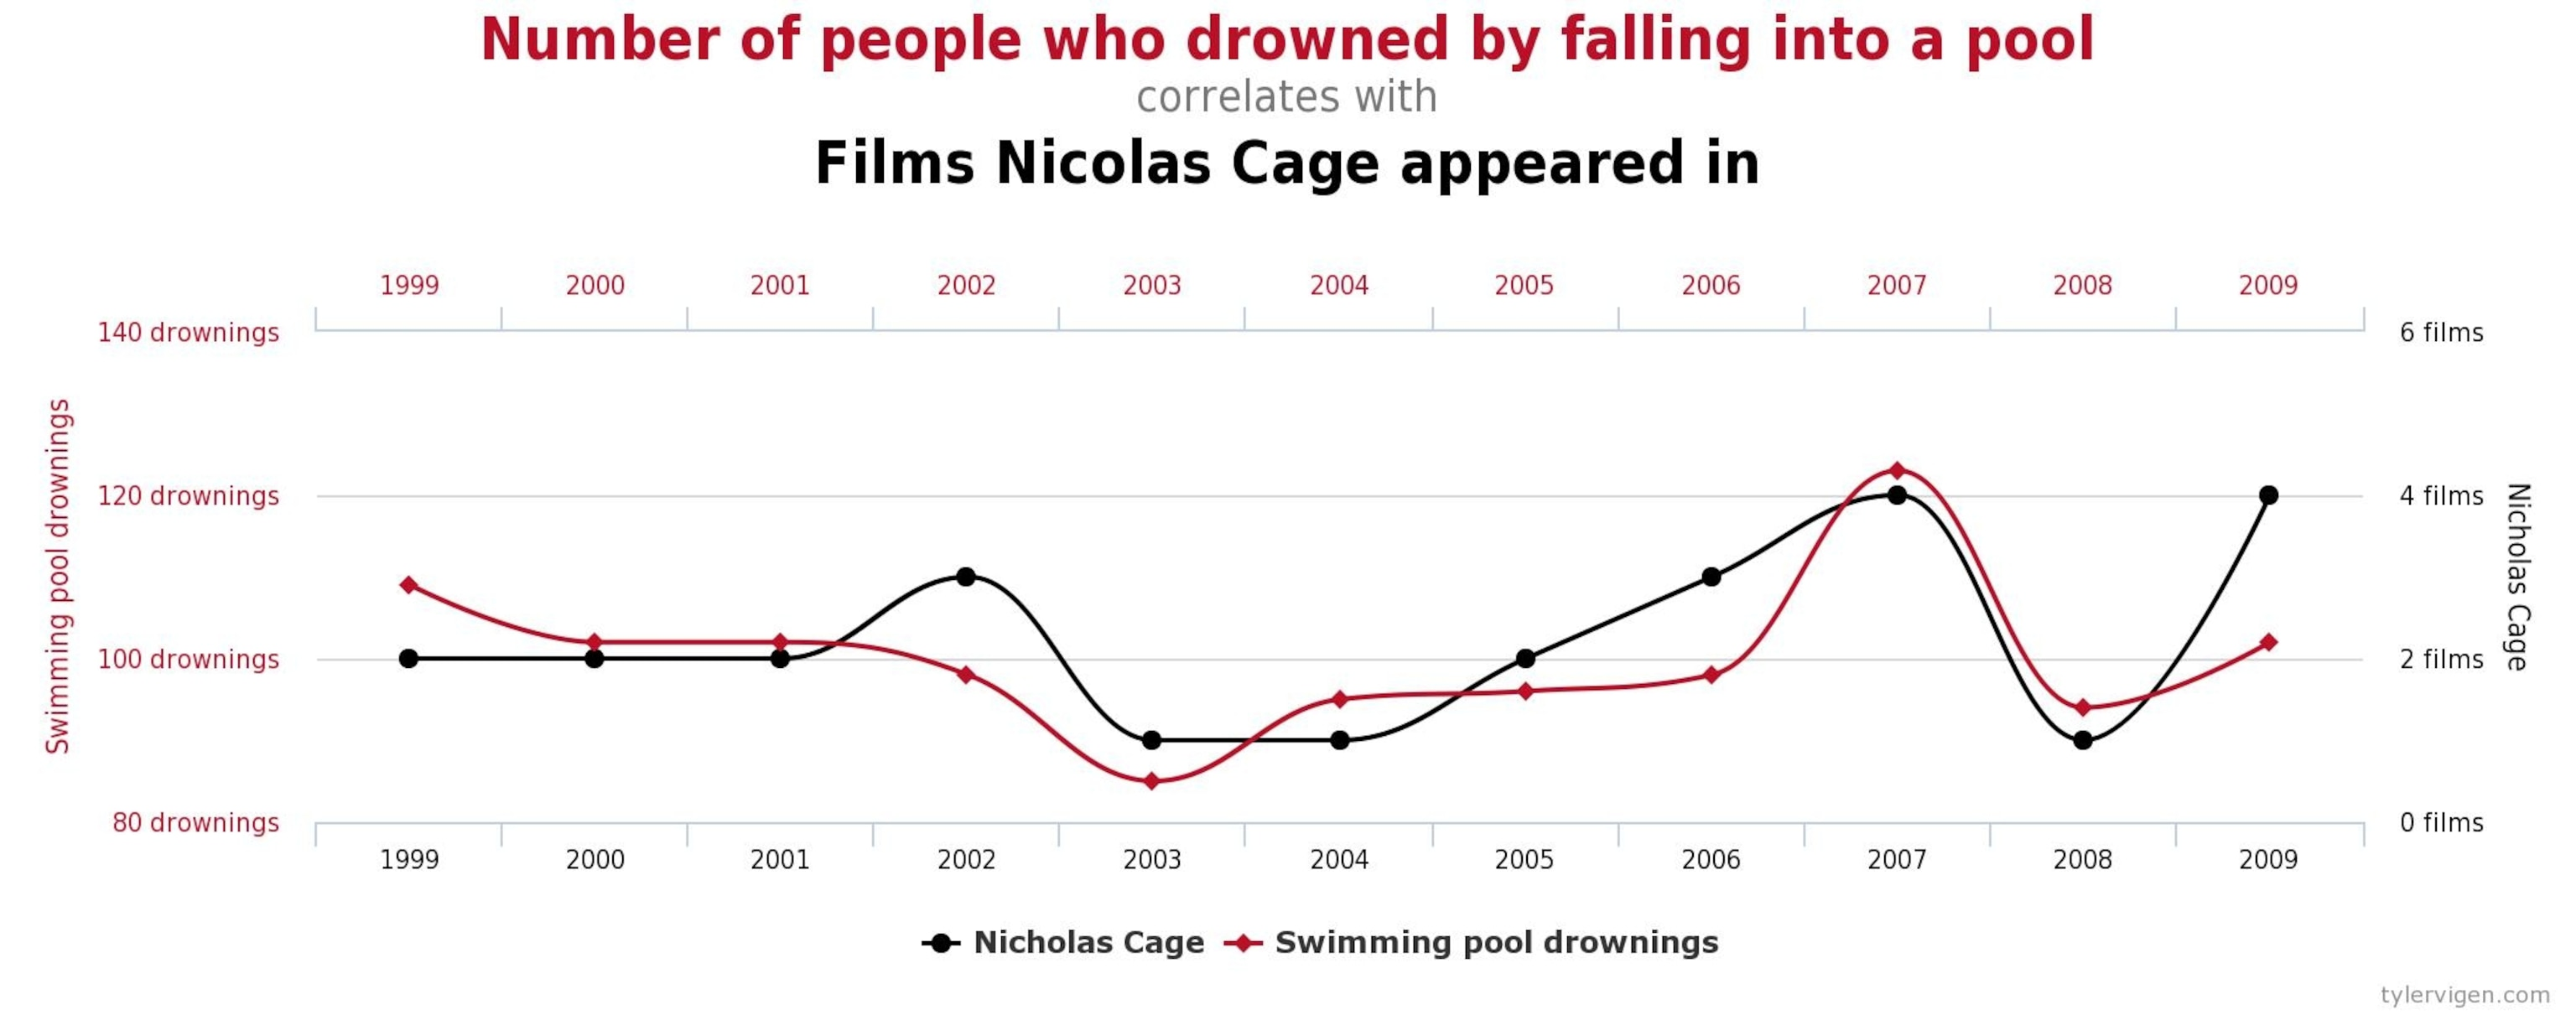 Number of people who drowned by falling into a pool
correlates with
Films Nicolas Cage appeared in
1999 2000 2001 2002 2003 2004 2005 2006 2007 2008 2009
140 drownings 6 films
Swimming pool drownings
120 drownings 4 films
Nicholas Cage
100 drownings 2 films
80 drownings 0 films
1999 2000 2001 2002 2003 2004 2005 2006 2007 2008 2009
Nicholas Cage Swimming pool drownings
tylervigen.com